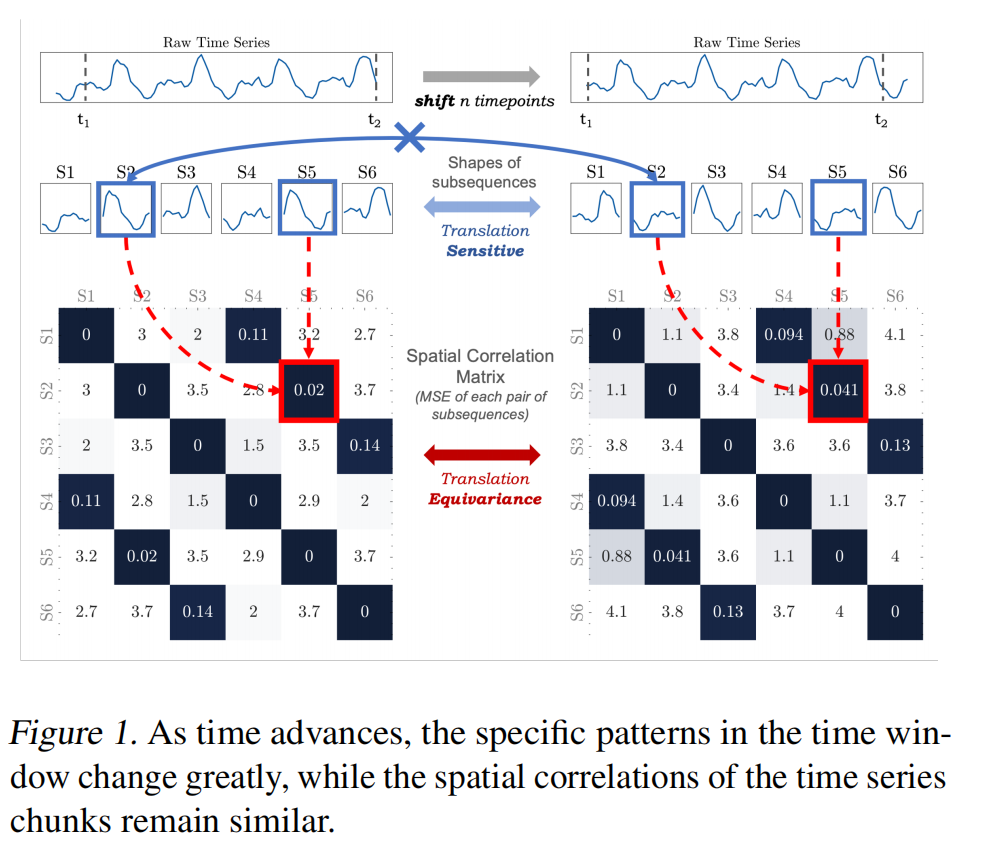 Raw Time Series
Raw Time Series
shift n timepoints
t1 t2
t1 t2
S1 S2 S3 S4 S5 S6
Shapes of
subsequences
S1 S2 S3 S4 S5 S6
Translation
Sensitive
S1 S2 S3 S4 S5 S6
S1 0 3 2 0.11 3.2 2.7
S2 3 0 3.5 2.8 0.02 3.7
S3 2 3.5 0 1.5 3.5 0.14
S4 0.11 2.8 1.5 0 2.9 2
S5 3.2 0.02 3.5 2.9 0 3.7
S6 2.7 3.7 0.14 2 3.7 0
Spatial Correlation
Matrix
(MSE of each pair of
subsequences)
Translation
Equivariance
S1 S2 S3 S4 S5 S6
S1 0 1.1 3.8 0.094 0.88 4.1
S2 1.1 0 3.4 1.4 0.041 3.8
S3 3.8 3.4 0 3.6 3.6 0.13
S4 0.094 1.4 3.6 0 1.1 3.7
S5 0.88 0.041 3.6 1.1 0 4
S6 4.1 3.8 0.13 3.7 4 0
Figure 1. As time advances, the specific patterns in the time win-
dow change greatly, while the spatial correlations of the time series
chunks remain similar.